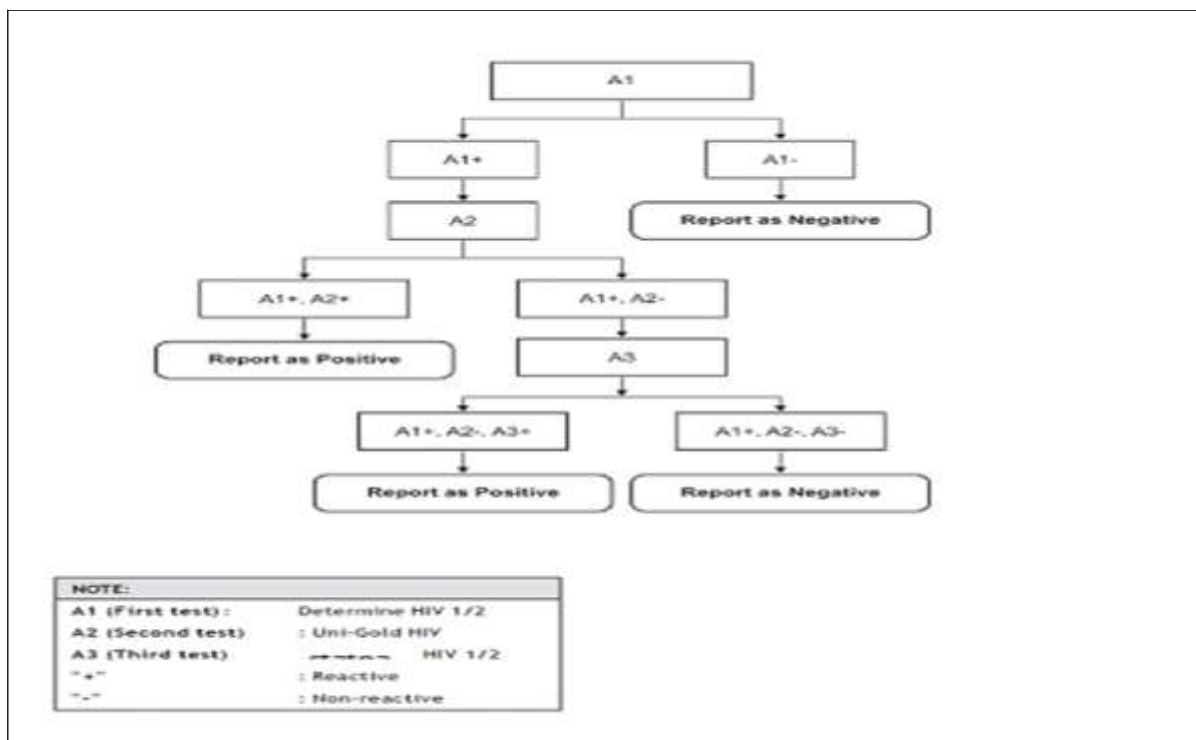 A1
A1+
A1-
A2
Report as Negative
A1+, A2+
A1+, A2-
Report as Positive
A3
A1+, A2-, A3+
A1+, A2-, A3-
Report as Positive
Report as Negative
NOTE:
A1 (First test) : Determine HIV 1/2
A2 (Second test) : Uni-Gold HIV
A3 (Third test) HIV 1/2
"+" : Reactive
"-" : Non-reactive